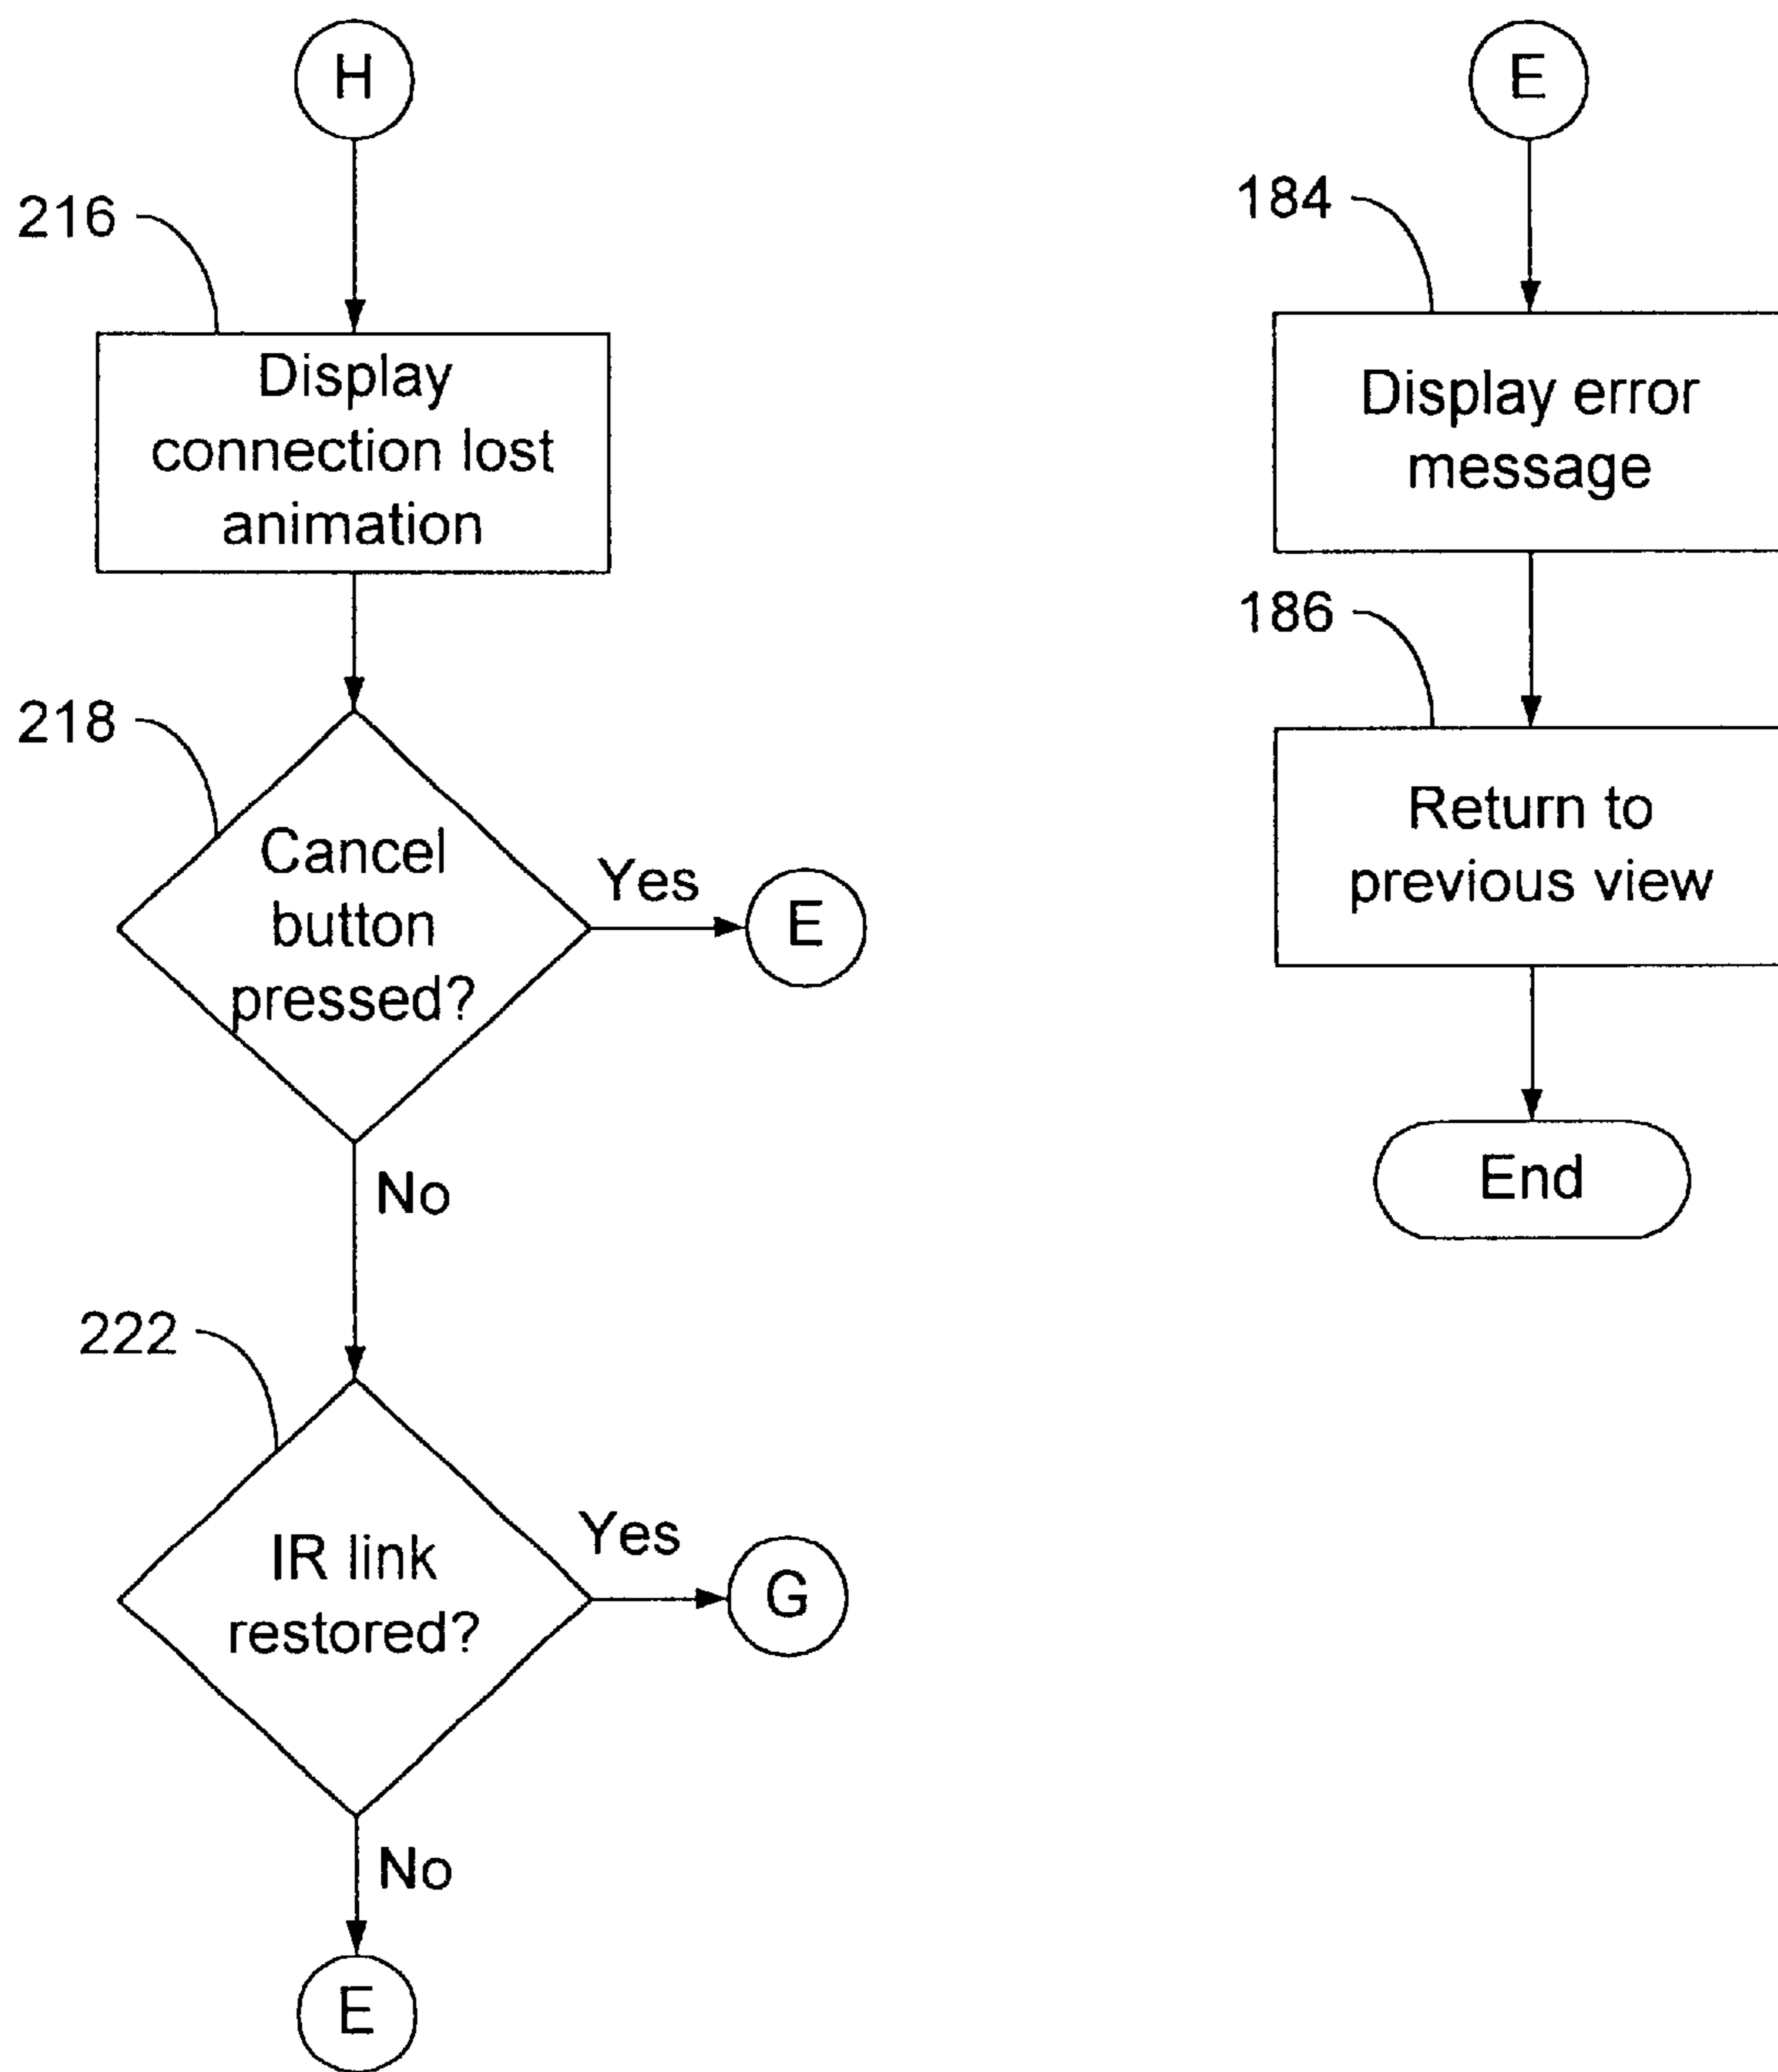 H
216
Display
connection lost
animation
218
Cancel
button
pressed?
Yes
E
No
222
IR link
restored?
Yes
G
No
E
E
184
Display error
message
186
Return to
previous view
End